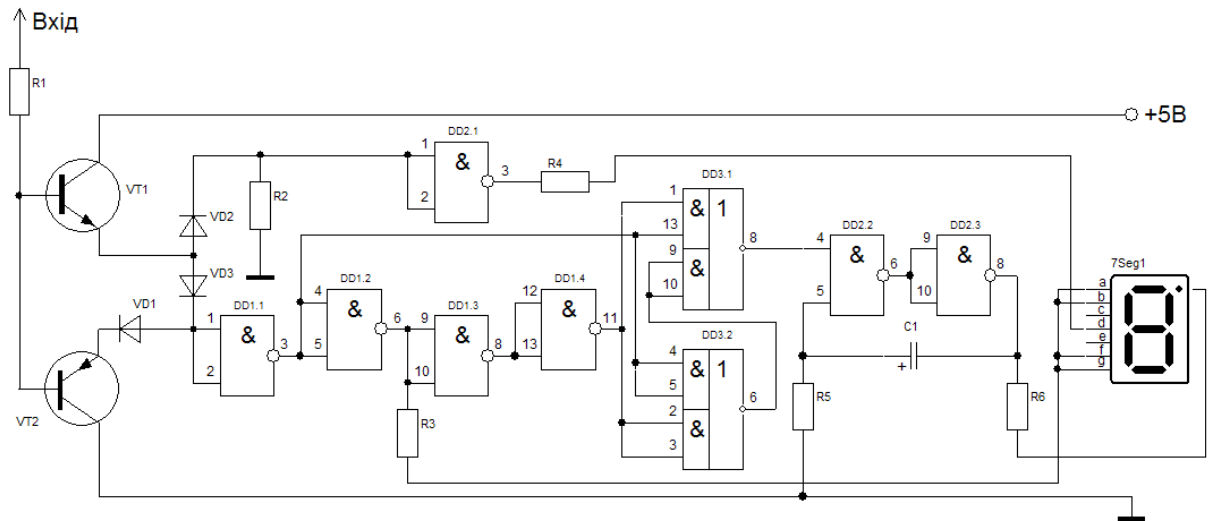 Вхід
R1
+5В
DD2.1
1
&
3
R4
2
VT1
R2
VD2
VD3
DD3.1
1
&
1
13
9
8
&
10
DD2.2
4
&
6
5
DD2.3
9
&
8
10
7Seg1
a
b
c
d
e
f
g
DD1.1
VD1
1
&
3
2
DD1.2
4
&
6
5
DD1.3
9
&
8
10
DD1.4
12
&
11
13
DD3.2
4
&
1
5
2
6
&
3
C1
+
VT2
R3
R5
R6